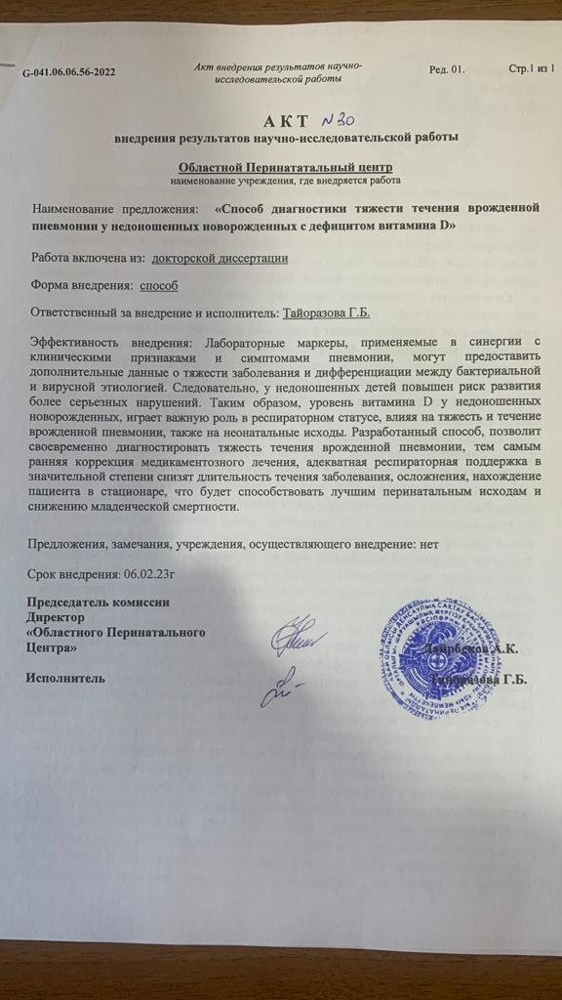 G-041.06.06.56-2022
Акт внедрения результатов научно-
исследовательской работы
Ред. 01.
Стр.1 из 1
А К Т N30
внедрения результатов научно-исследовательской работы
Областной Перинататальный центр
наименование учреждения, где внедряется работа
Наименование предложения: «Способ диагностики тяжести течения врожденной
пневмонии у недоношенных новорожденных с дефицитом витамина D»
Работа включена из: докторской диссертации
Форма внедрения: способ
Ответственный за внедрение и исполнитель: Тайоразова Г.Б.
Эффективность внедрения: Лабораторные маркеры, применяемые в синергии с
клиническими признаками и симптомами пневмонии, могут предоставить
дополнительные данные о тяжести заболевания и дифференциации между бактериальной
и вирусной этиологией. Следовательно, у недоношенных детей повышен риск развития
более серьезных нарушений. Таким образом, уровень витамина D у недоношенных
новорожденных, играет важную роль в респираторном статусе, влияя на тяжесть и течение
врожденной пневмонии, также на неонатальные исходы. Разработанный способ, позволит
своевременно диагностировать тяжесть течения врожденной пневмонии, тем самым
ранняя коррекция медикаментозного лечения, адекватная респираторная поддержка в
значительной степени снизят длительность течения заболевания, осложнения, нахождение
пациента в стационаре, что будет способствовать лучшим перинатальным исходам и
снижению младенческой смертности.
Предложения, замечания, учреждения, осуществляющего внедрение: нет
Срок внедрения: 06.02.23г
Председатель комиссии
Директор
«Областного Перинатального
Центра»
Дайрбеков А.К.
Исполнитель
Тайоразова Г.Б.